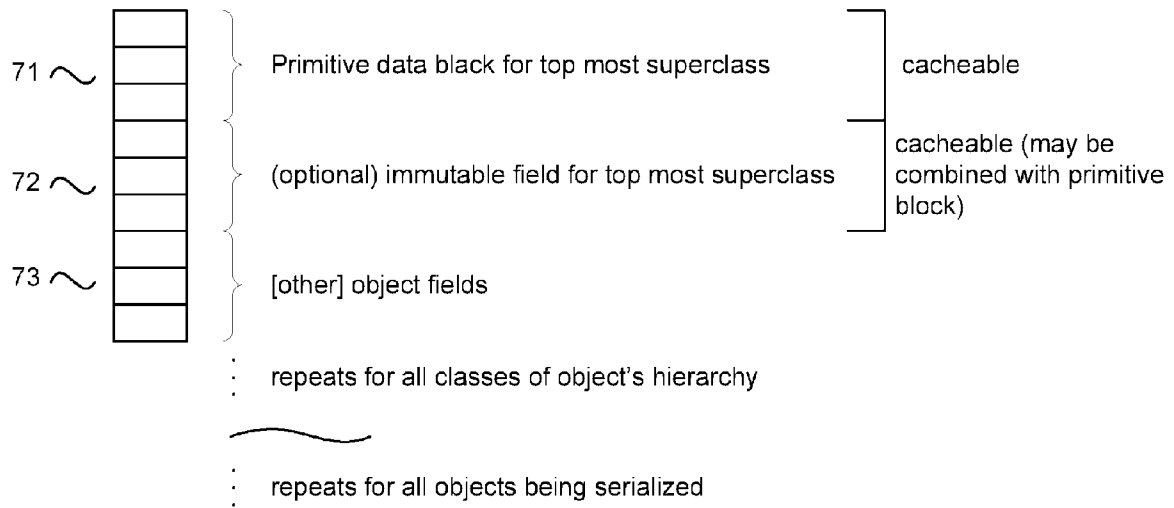 71
Primitive data black for top most superclass
cacheable
72
(optional) immutable field for top most superclass
cacheable (may be
combined with primitive
block)
73
[other] object fields
repeats for all classes of object's hierarchy
repeats for all objects being serialized